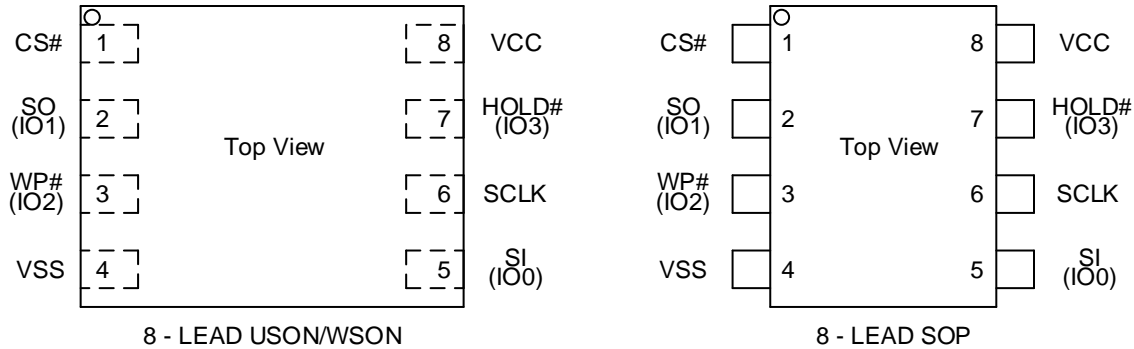 CS# 1 8 VCC
SO (IO1) 2 7 HOLD# (IO3)
Top View
WP# (IO2) 3 6 SCLK
VSS 4 5 SI (IO0)
8 - LEAD USON/WSON
CS# 1 8 VCC
SO (IO1) 2 7 HOLD# (IO3)
Top View
WP# (IO2) 3 6 SCLK
VSS 4 5 SI (IO0)
8 - LEAD SOP